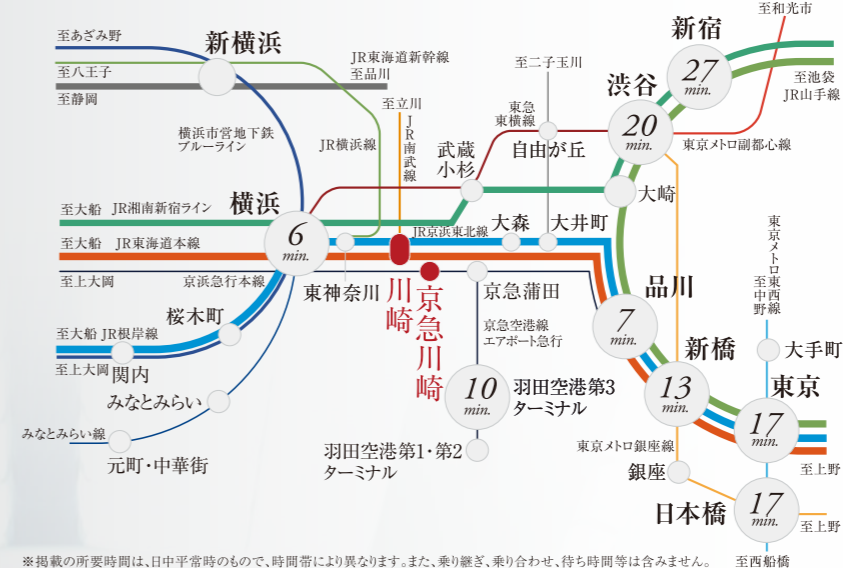 至和光市
新宿
至あざみ野
新横浜
27
min.
JR東海道新幹線
至八王子
至品川
至二子玉川
渋谷
至池袋
JR山手線
至静岡
至立川
JR南武線
東急
東横線
20
min.
横浜市営地下鉄
ブルーライン
JR横浜線
武蔵
小杉
自由が丘
東京メトロ副都心線
大崎
至大船 JR湘南新宿ライン
横浜
6
min.
JR京浜東北線
大森
大井町
至大船 JR東海道本線
東京メトロ東西線
至中野
至上大岡
京浜急行本線
東神奈川
川崎
京急川崎
京急蒲田
品川
7
min.
桜木町
京急空港線
エアポート急行
至大船 JR根岸線
新橋
大手町
至上大岡
関内
10
min.
羽田空港第3
ターミナル
13
min.
東京
17
min.
みなとみらい
みなとみらい線
元町・中華街
羽田空港第1・第2
ターミナル
東京メトロ銀座線
銀座
至上野
日本橋
17
min.
至上野
至西船橋
※掲載の所要時間は、日中平常時のもので、時間帯により異なります。また、乗り継ぎ、乗り合わせ、待ち時間等は含みません。